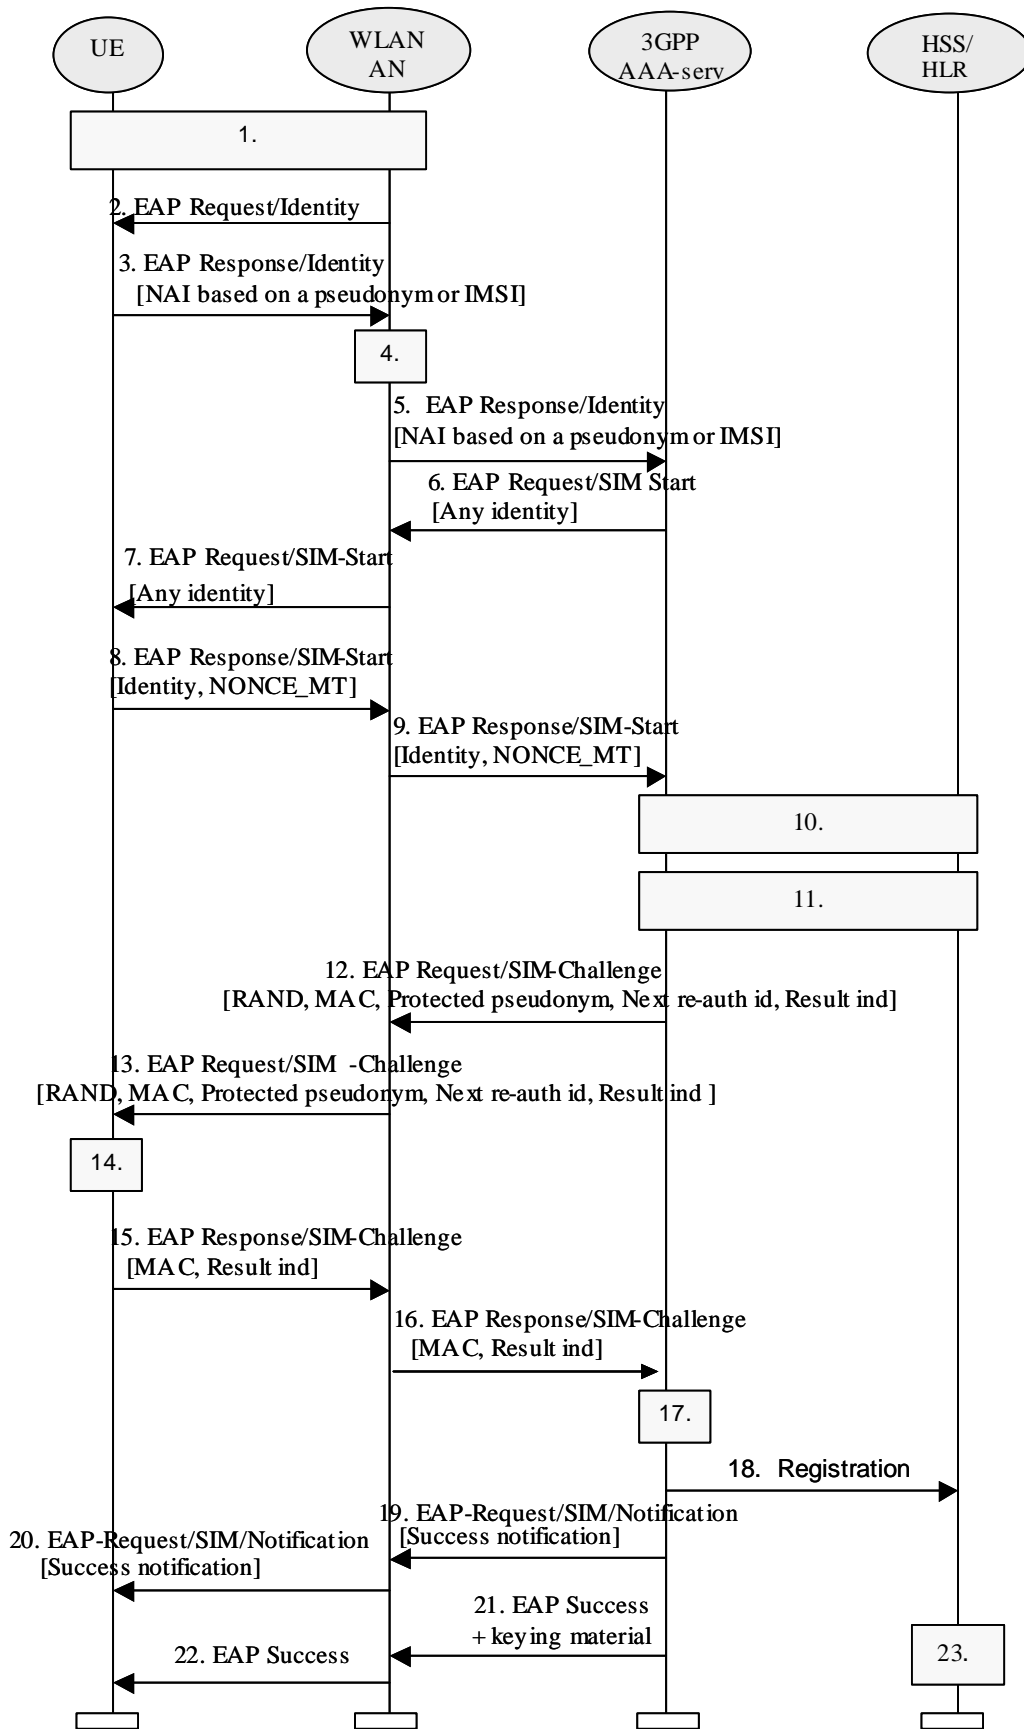 UE
WLAN
AN
3GPP
AAA-serv
HSS/
HLR
1.
2. EAP Request/Identity
3. EAP Response/Identity
[NAI based on a pseudonym or IMSI]
4.
5. EAP Response/Identity
[NAI based on a pseudonym or IMSI]
6. EAP Request/SIM Start
[Any identity]
7. EAP Request/SIM-Start
[Any identity]
8. EAP Response/SIM-Start
[Identity, NONCE_MT]
9. EAP Response/SIM-Start
[Identity, NONCE_MT]
10.
11.
12. EAP Request/SIM-Challenge
[RAND, MAC, Protected pseudonym, Next re-auth id, Result ind]
13. EAP Request/SIM -Challenge
[RAND, MAC, Protected pseudonym, Next re-auth id, Result ind ]
14.
15. EAP Response/SIM-Challenge
[MAC, Result ind]
16. EAP Response/SIM-Challenge
[MAC, Result ind]
17.
18. Registration
19. EAP-Request/SIM/Notification
[Success notification]
20. EAP-Request/SIM/Notification
[Success notification]
21. EAP Success
+ keying material
22. EAP Success
23.